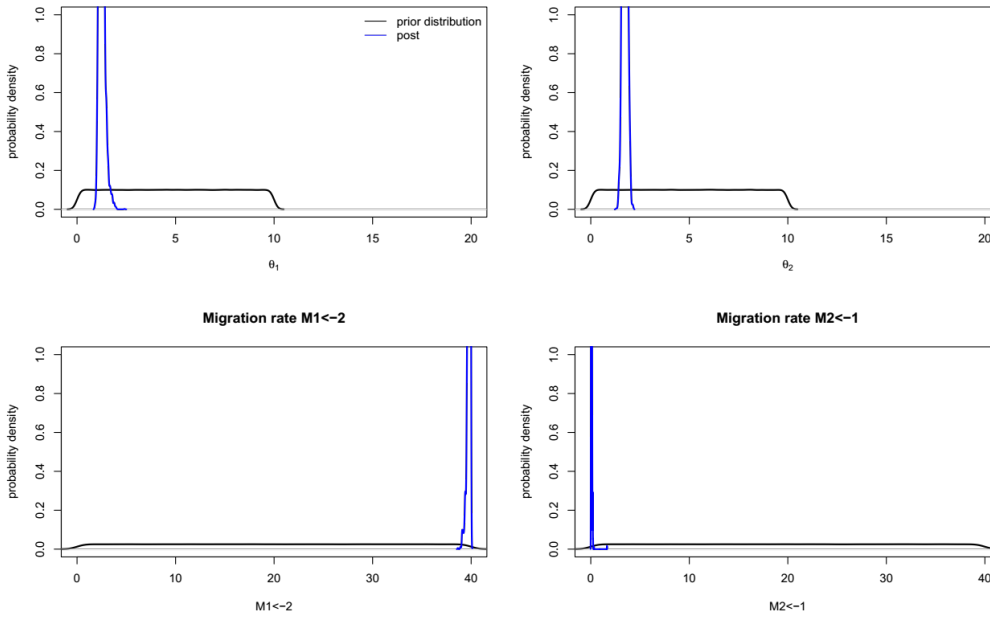 prior distribution
post
probability density
0.0 0.2 0.4 0.6 0.8 1.0
0 5 10 15 20
θ1
probability density
0.0 0.2 0.4 0.6 0.8 1.0
0 5 10 15 20
θ2
Migration rate M1<−2
probability density
0.0 0.2 0.4 0.6 0.8 1.0
0 10 20 30 40
M1<−2
Migration rate M2<−1
probability density
0.0 0.2 0.4 0.6 0.8 1.0
0 10 20 30 40
M2<−1